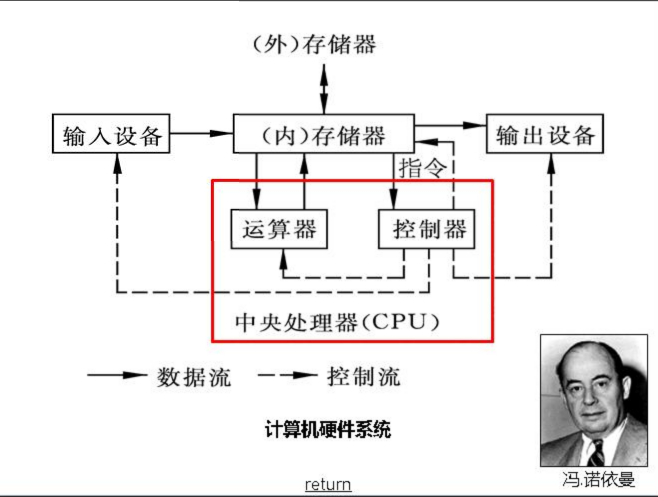 (外)存储器
输入设备
(内)存储器
输出设备
指令
运算器
控制器
中央处理器(CPU)
数据流
控制流
计算机硬件系统
冯.诺依曼
return